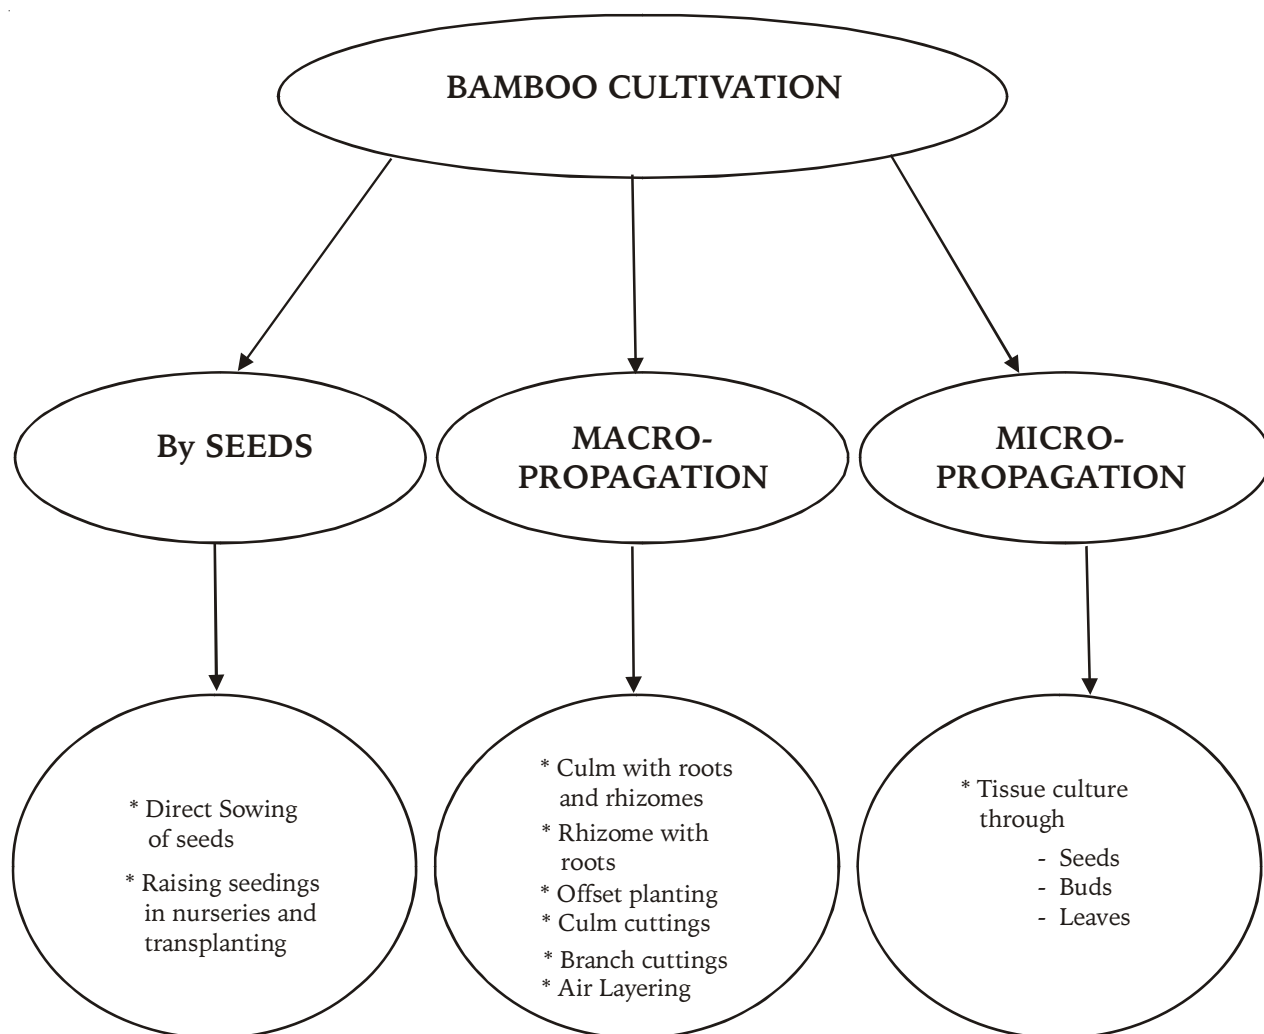 BAMBOO CULTIVATION
By SEEDS
MACRO-
PROPAGATION
MICRO-
PROPAGATION
* Direct Sowing
of seeds
* Raising seedings
in nurseries and
transplanting
* Culm with roots
and rhizomes
* Rhizome with
roots
* Offset planting
* Culm cuttings
* Branch cuttings
* Air Layering
* Tissue culture
through
- Seeds
- Buds
- Leaves